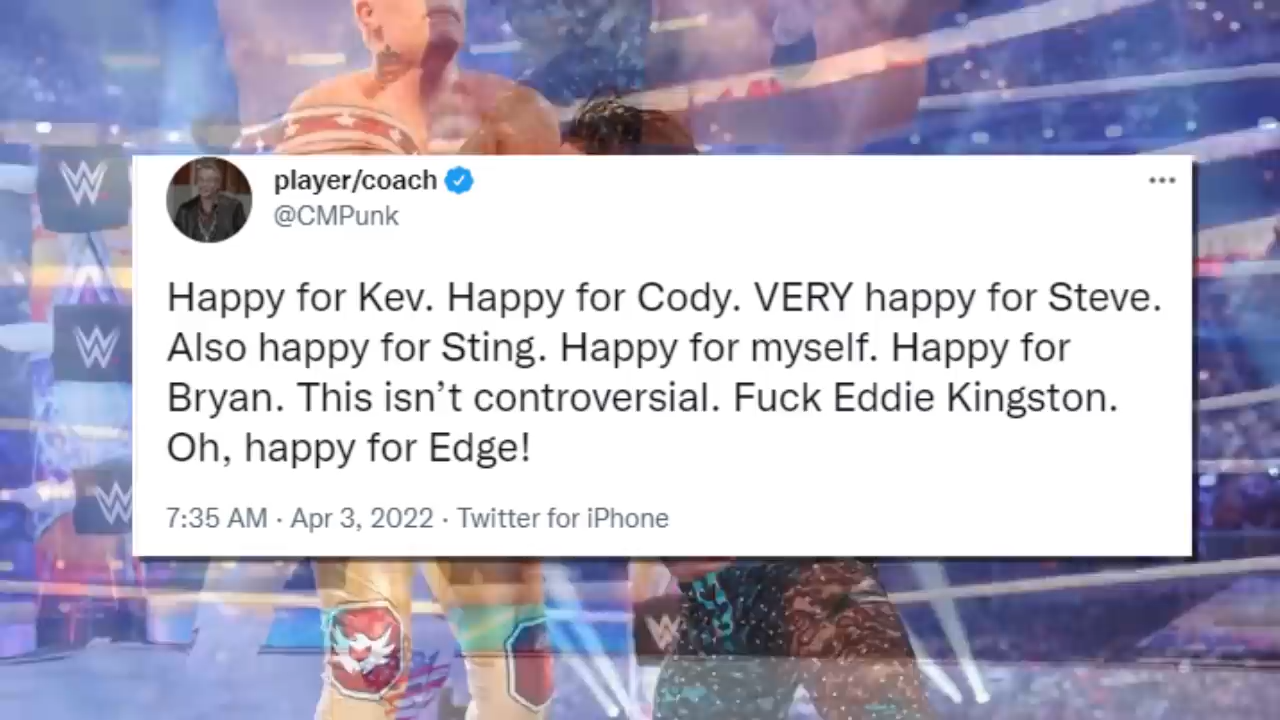 player/coach
@CMPunk
Happy for Kev. Happy for Cody. VERY happy for Steve.
Also happy for Sting. Happy for myself. Happy for
Bryan. This isn’t controversial. Fuck Eddie Kingston.
Oh, happy for Edge!
7:35 AM · Apr 3, 2022 · Twitter for iPhone
W
W
W
W